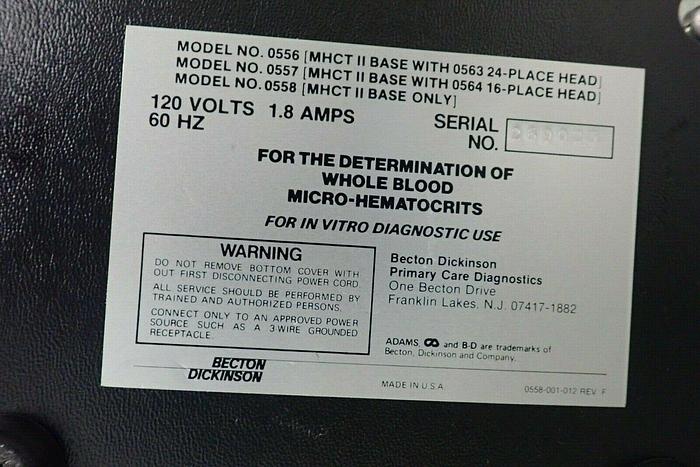 MODEL NO. 0556 [MHCT II BASE WITH 0563 24-PLACE HEAD]
MODEL NO. 0557 [MHCT II BASE WITH 0564 16-PLACE HEAD]
MODEL NO. 0558 [MHCT II BASE ONLY]
120 VOLTS 1.8 AMPS
60 HZ
SERIAL
NO.
FOR THE DETERMINATION OF
WHOLE BLOOD
MICRO-HEMATOCRITS
FOR IN VITRO DIAGNOSTIC USE
WARNING
DO NOT REMOVE BOTTOM COVER WITH
OUT FIRST DISCONNECTING POWER CORD.
ALL SERVICE SHOULD BE PERFORMED BY
TRAINED AND AUTHORIZED PERSONS.
CONNECT ONLY TO AN APPROVED POWER
SOURCE SUCH AS A 3-WIRE GROUNDED
RECEPTACLE.
Becton Dickinson
Primary Care Diagnostics
One Becton Drive
Franklin Lakes, N.J. 07417-1882
ADAMS, and B-D are trademarks of
Becton, Dickinson and Company.
BECTON
DICKINSON
MADE IN U.S.A.
0558-001-012 REV F